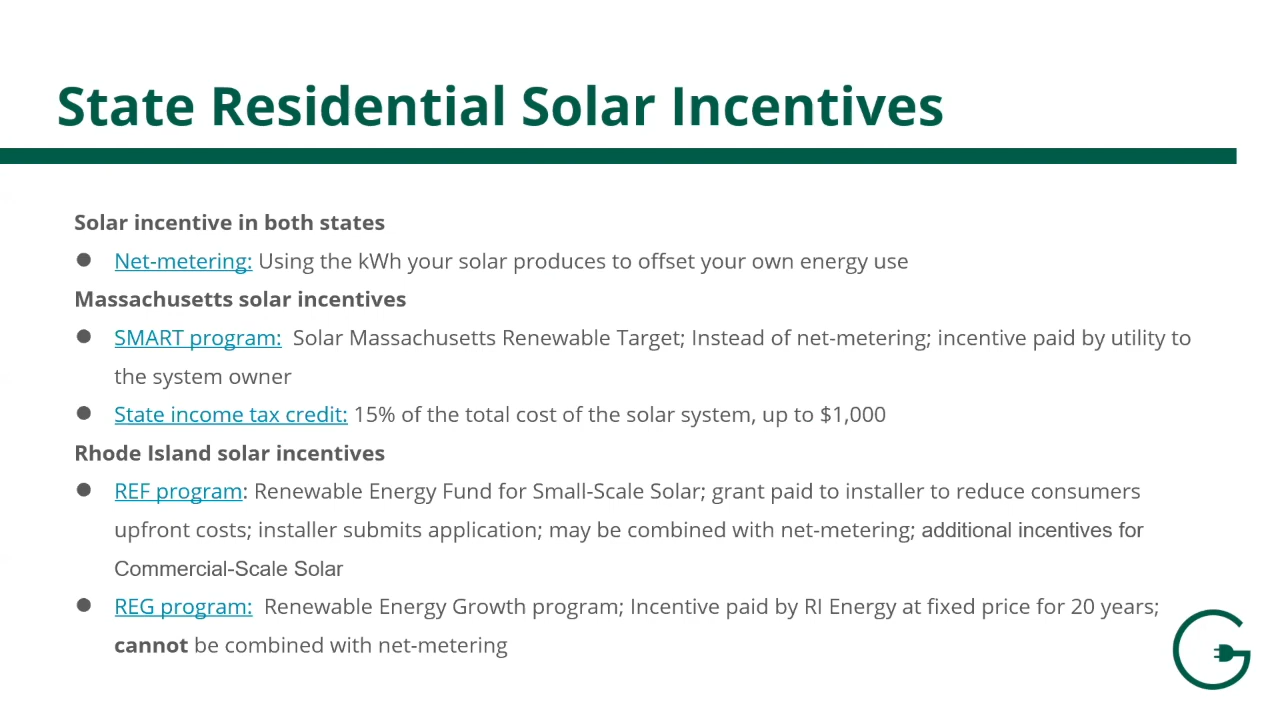 State Residential Solar Incentives
Solar incentive in both states
● Net-metering: Using the kWh your solar produces to offset your own energy use
Massachusetts solar incentives
● SMART program:  Solar Massachusetts Renewable Target; Instead of net-metering; incentive paid by utility to
the system owner
● State income tax credit: 15% of the total cost of the solar system, up to $1,000
Rhode Island solar incentives
● REF program: Renewable Energy Fund for Small-Scale Solar; grant paid to installer to reduce consumers
upfront costs; installer submits application; may be combined with net-metering; additional incentives for
Commercial-Scale Solar
● REG program:  Renewable Energy Growth program; Incentive paid by RI Energy at fixed price for 20 years;
cannot be combined with net-metering